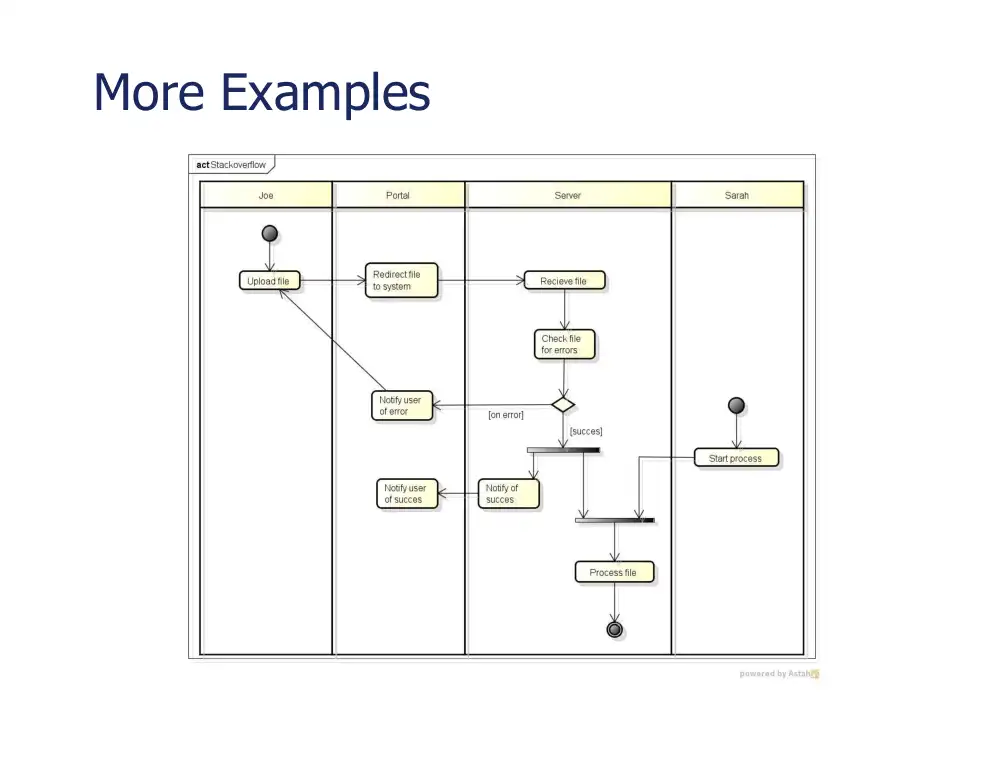 More Examples
act Stackoverflow
Joe
Portal
Server
Sarah
Upload file
Redirect file
to system
Recieve file
Check file
for errors
Notify user
of error
[on error]
[succes]
Start process
Notify user
of succes
Notify of
succes
Process file
powered by Astah